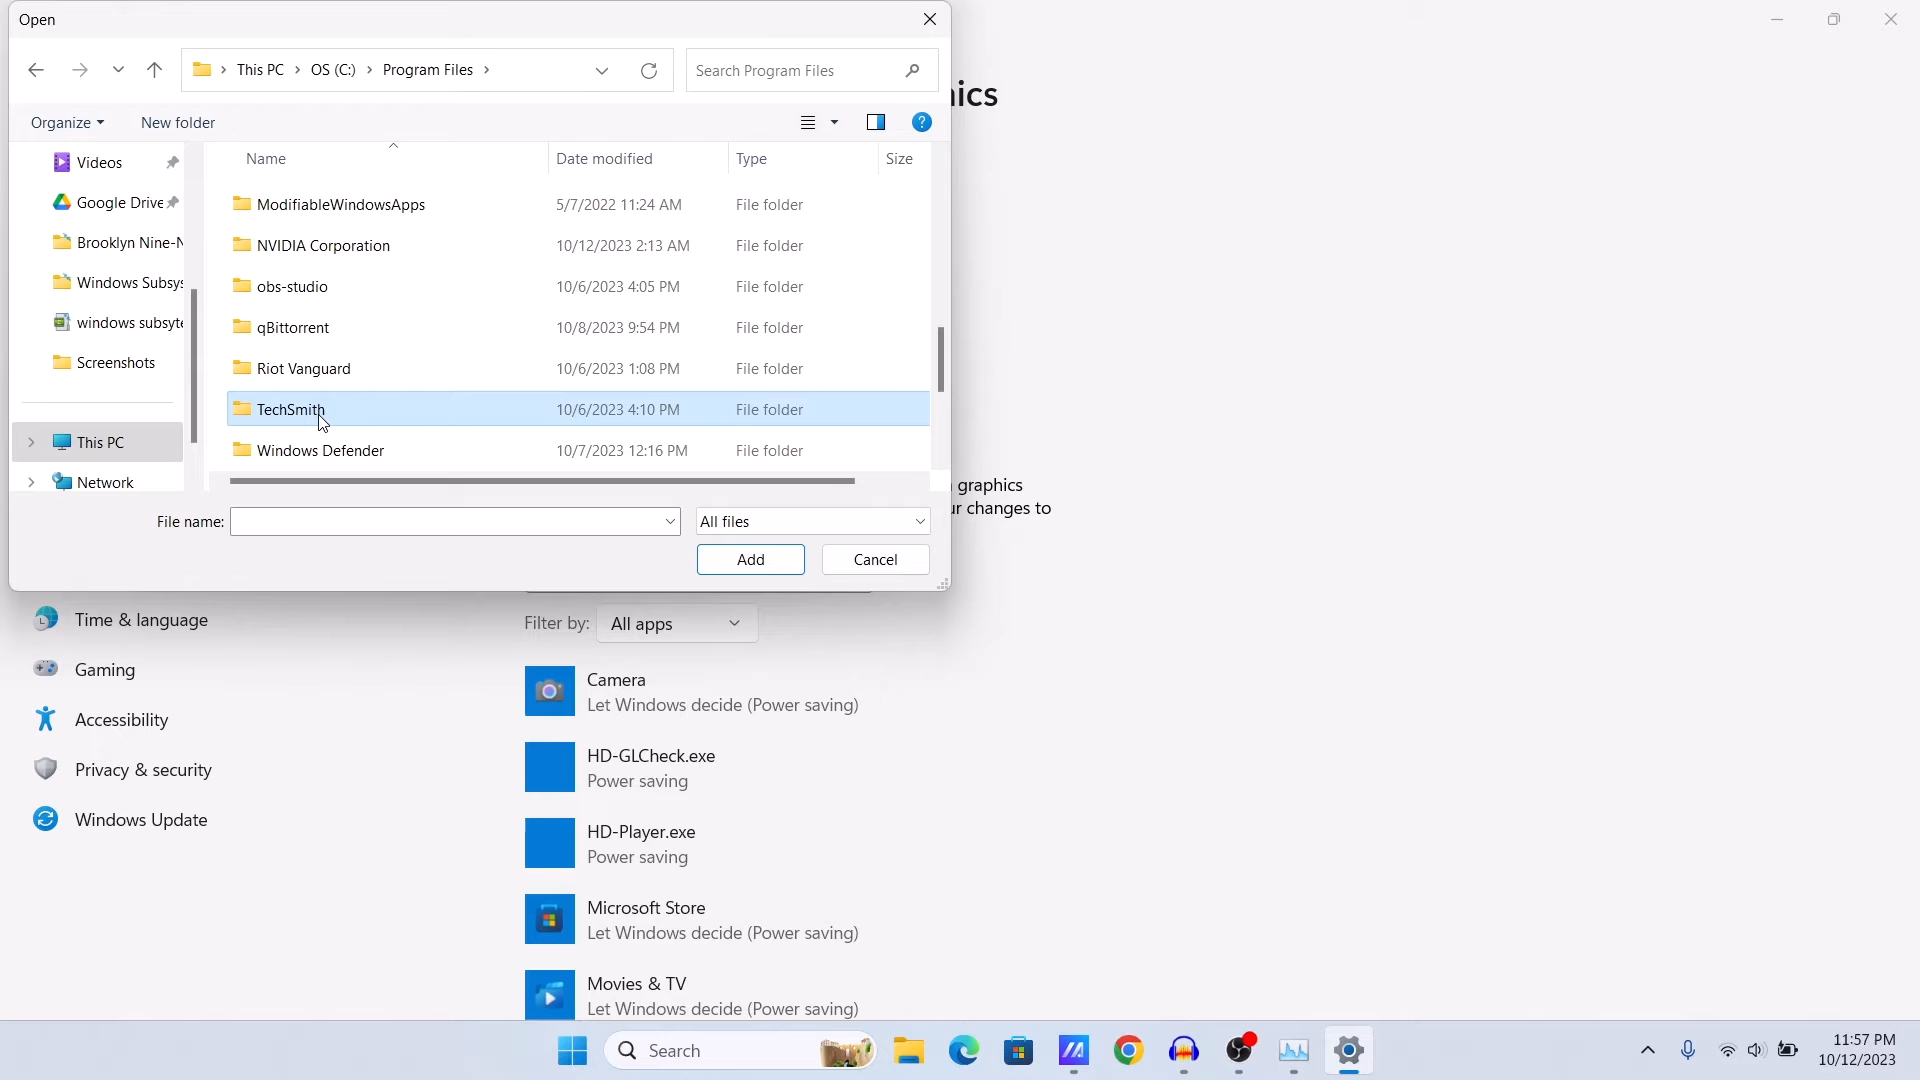 Open
This PC > OS (C:) > Program Files >
Search Program Files
Organize
New folder
?
Name
Date modified
Type
Size
Videos
Google Drive
Brooklyn Nine-N
Windows Subsys
windows subsyte
Screenshots
This PC
Network
ModifiableWindowsApps 5/7/2022 11:24 AM File folder
NVIDIA Corporation 10/12/2023 2:13 AM File folder
obs-studio 10/6/2023 4:05 PM File folder
qBittorrent 10/8/2023 9:54 PM File folder
Riot Vanguard 10/6/2023 1:08 PM File folder
TechSmith 10/6/2023 4:10 PM File folder
Windows Defender 10/7/2023 12:16 PM File folder
File name:
All files
Add
Cancel
ics
graphics
ur changes to
Time & language
Gaming
Accessibility
Privacy & security
Windows Update
Filter by: All apps
Camera
Let Windows decide (Power saving)
HD-GLCheck.exe
Power saving
HD-Player.exe
Power saving
Microsoft Store
Let Windows decide (Power saving)
Movies & TV
Let Windows decide (Power saving)
Search
11:57 PM
10/12/2023